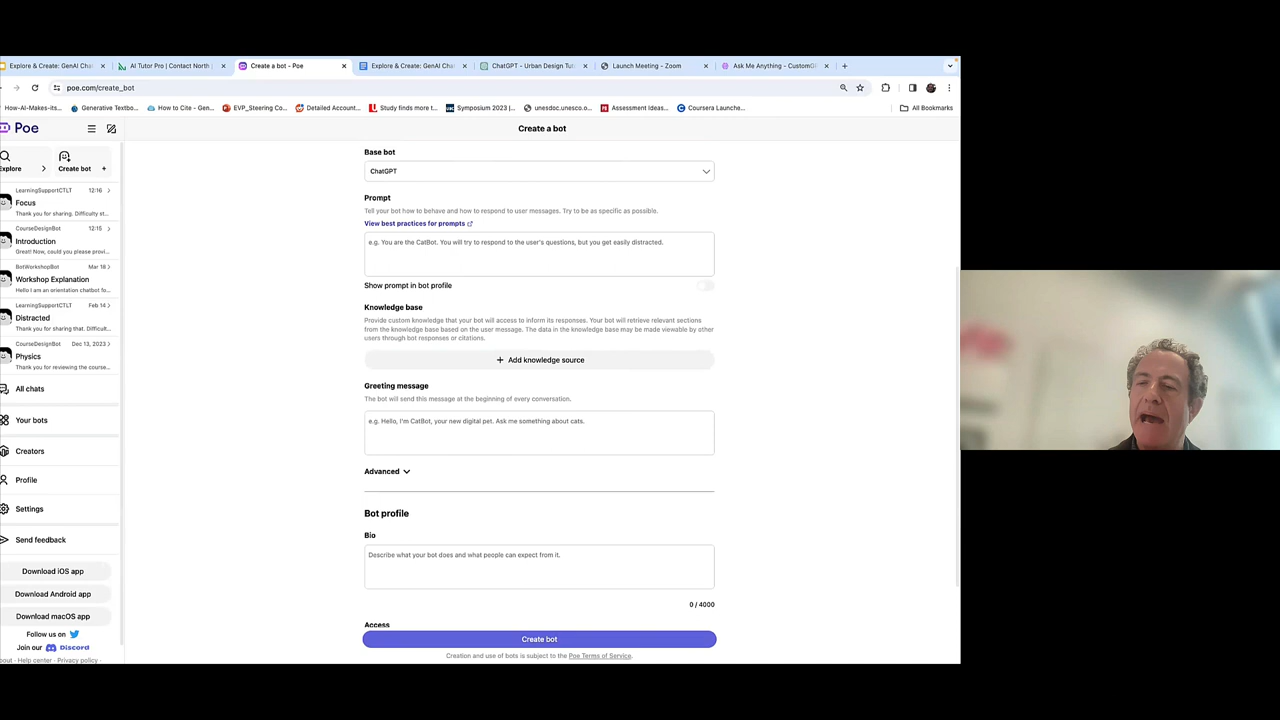 Explore & Create: GenAI Cha
AI Tutor Pro | Contact North |
Create a bot - Poe
Explore & Create: GenAI Cha
ChatGPT - Urban Design Tut
Launch Meeting - Zoom
Ask Me Anything - CustomGP
poe.com/create_bot
How-AI-Makes-its...
Generative Textbo...
How to Cite - Gen...
EVP_Steering Co...
Detailed Account...
Study finds more t...
Symposium 2023 |...
unesdoc.unesco.o...
Assessment Ideas...
Coursera Launche...
All Bookmarks
Poe
Create a bot
Explore
Create bot
LearningSupportCTLT 12:16
Focus
Thank you for sharing. Difficulty st...
CourseDesignBot 12:15
Introduction
Great! Now, could you please provi...
BotWorkshopBot Mar 18
Workshop Explanation
Hello I am an orientation chatbot fo...
LearningSupportCTLT Feb 14
Distracted
Thank you for sharing that. Difficult...
CourseDesignBot Dec 13, 2023
Physics
Thank you for reviewing the course...
All chats
Your bots
Creators
Profile
Settings
Send feedback
Download iOS app
Download Android app
Download macOS app
Follow us on
Join our Discord
bout · Help center · Privacy policy ·
Base bot
ChatGPT
Prompt
Tell your bot how to behave and how to respond to user messages. Try to be as specific as possible.
View best practices for prompts
e.g. You are the CatBot. You will try to respond to the user's questions, but you get easily distracted.
Show prompt in bot profile
Knowledge base
Provide custom knowledge that your bot will access to inform its responses. Your bot will retrieve relevant sections
from the knowledge base based on the user message. The data in the knowledge base may be made viewable by other
users through bot responses or citations.
+ Add knowledge source
Greeting message
The bot will send this message at the beginning of every conversation.
e.g. Hello, I'm CatBot, your new digital pet. Ask me something about cats.
Advanced
Bot profile
Bio
Describe what your bot does and what people can expect from it.
0 / 4000
Access
Create bot
Creation and use of bots is subject to the Poe Terms of Service.